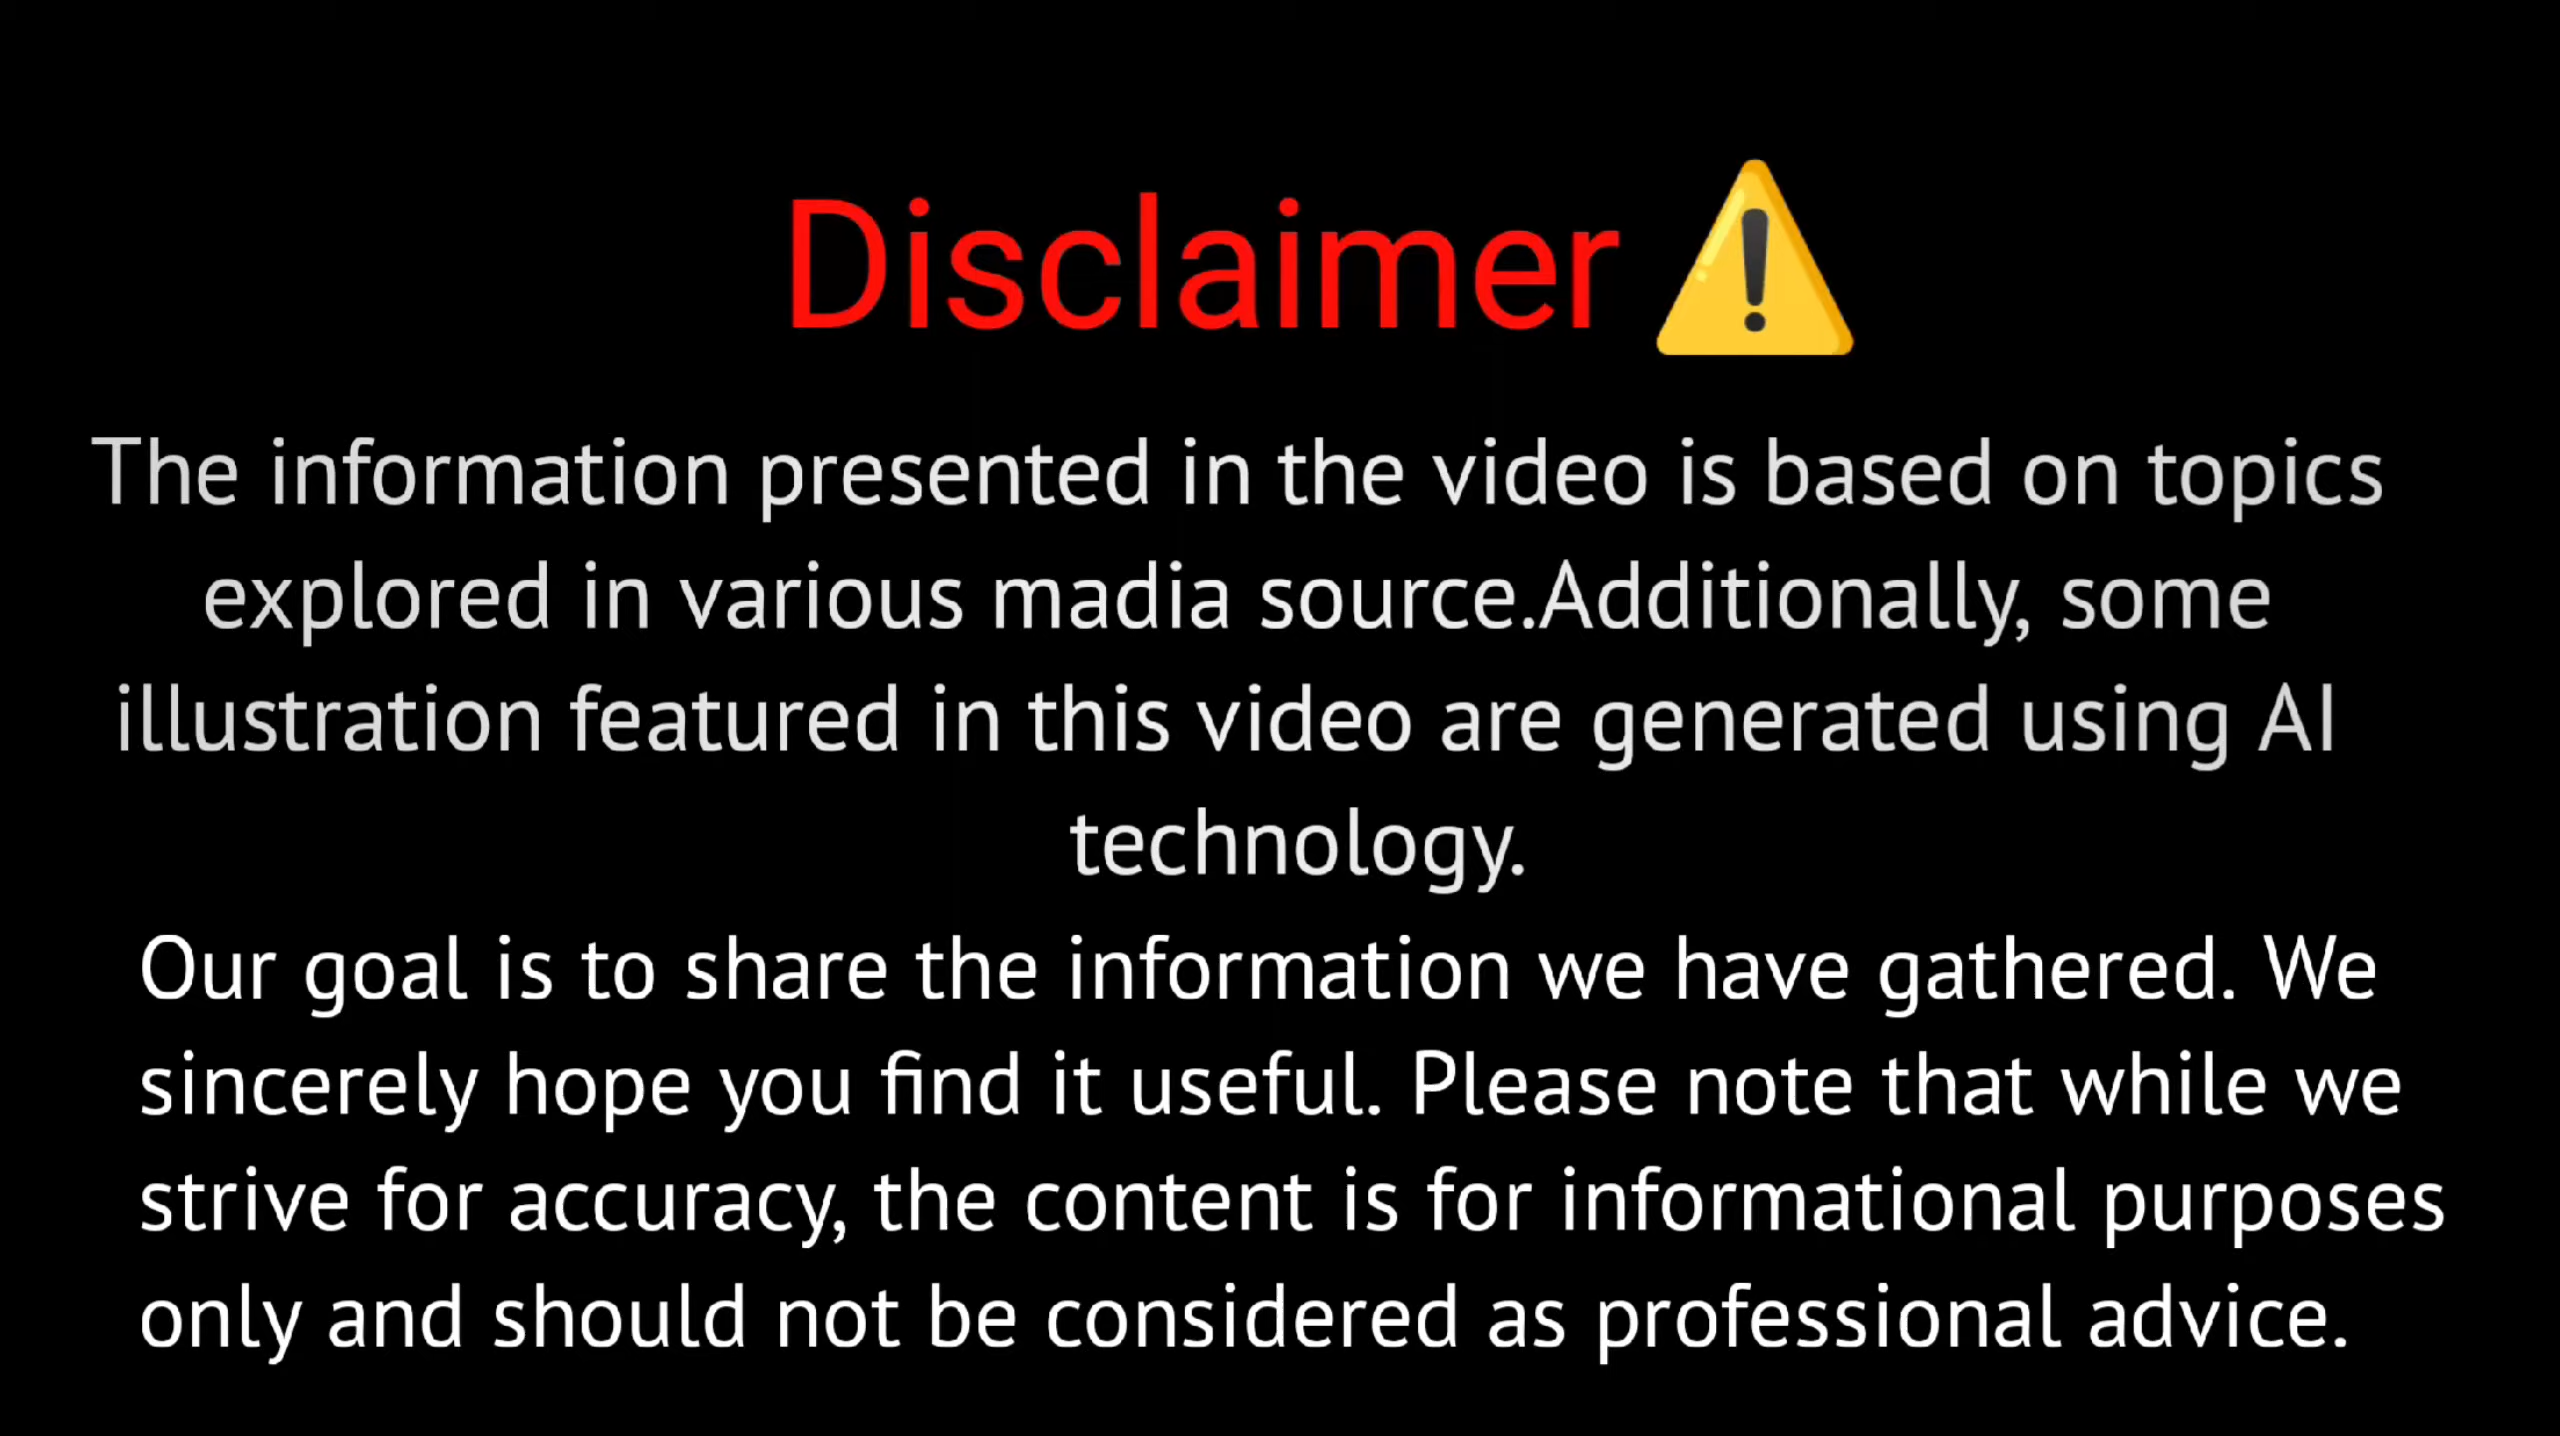 Disclaimer⚠️
The information presented in the video is based on topics
explored in various madia source.Additionally, some
illustration featured in this video are generated using AI
technology.
Our goal is to share the information we have gathered. We
sincerely hope you find it useful. Please note that while we
strive for accuracy, the content is for informational purposes
only and should not be considered as professional advice.